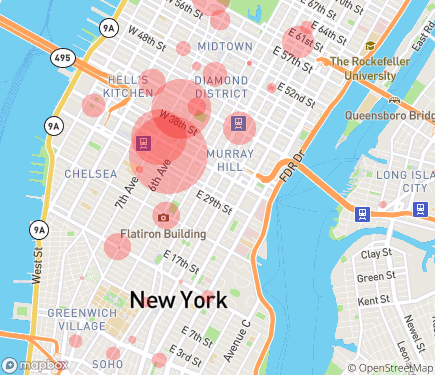 9A
W 56th St
E 67th St
E 64th St
E 61st St
W 48th St
MIDTOWN
E 57th St
495
The Rockefeller
University
East Rd
HELL'S
KITCHEN
DIAMOND
DISTRICT
E 52nd St
Queensboro Bridge
9A
W 38th St
MURRAY
HILL
FDR Dr
CHELSEA
7th Ave
6th Ave
LONG ISLAND
CITY
E 29th St
9A
Flatiron Building
West St
E 17th St
Clay St
Green St
Kent St
New York
GREENWICH
VILLAGE
E 7th St
Avenue C
Newel St
SOHO
E 3rd St
mapbox
© OpenStreetMap